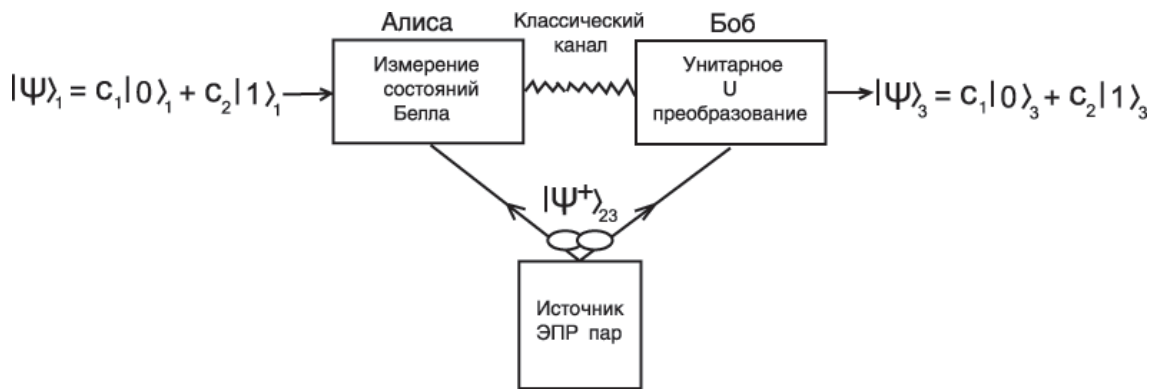 Алиса
Классический
канал
Боб
|Ψ⟩₁ = C₁|0⟩₁ + C₂|1⟩₁
Измерение
состояний
Белла
Унитарное
U
преобразование
|Ψ⟩₃ = C₁|0⟩₃ + C₂|1⟩₃
|Ψ⁺⟩₂₃
Источник
ЭПР пар